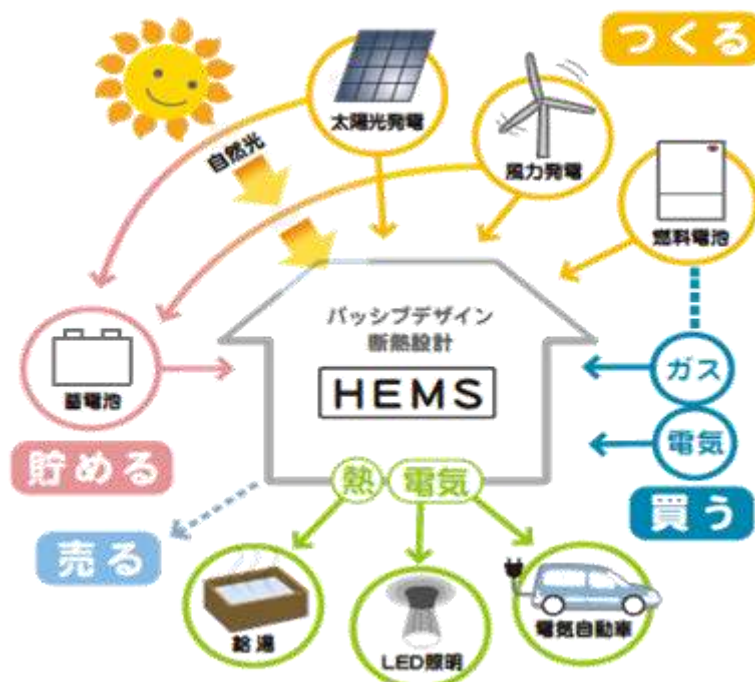 つくる
太陽光発電
自然光
風力発電
燃料電池
パッシブデザイン
断熱設計
HEMS
ガス
蓄電池
電気
貯める
熱
電気
買う
売る
給湯
LED照明
電気自動車